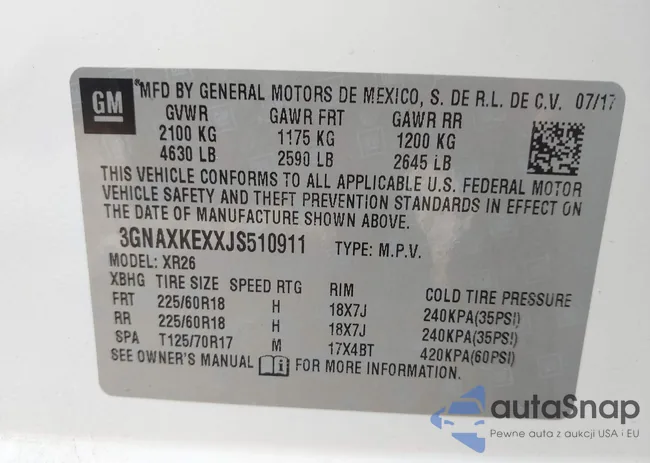 GM
*MFD BY GENERAL MOTORS DE MEXICO, S. DE R.L. DE C.V. 07/17
GVWR GAWR FRT GAWR RR
2100 KG 1175 KG 1200 KG
4630 LB 2590 LB 2645 LB
THIS VEHICLE CONFORMS TO ALL APPLICABLE U.S. FEDERAL MOTOR
VEHICLE SAFETY AND THEFT PREVENTION STANDARDS IN EFFECT ON
THE DATE OF MANUFACTURE SHOWN ABOVE.
3GNAXKEXXJS510911 TYPE: M.P.V.
MODEL: XR26
XBHG TIRE SIZE SPEED RTG RIM COLD TIRE PRESSURE
FRT 225/60R18 H 18X7J 240KPA(35PSI)
RR 225/60R18 H 18X7J 240KPA(35PSI)
SPA T125/70R17 M 17X4BT 420KPA(60PSI)
SEE OWNER'S MANUAL i FOR MORE INFORMATION.
autaSnap
Pewne auta z aukcji USA i EU